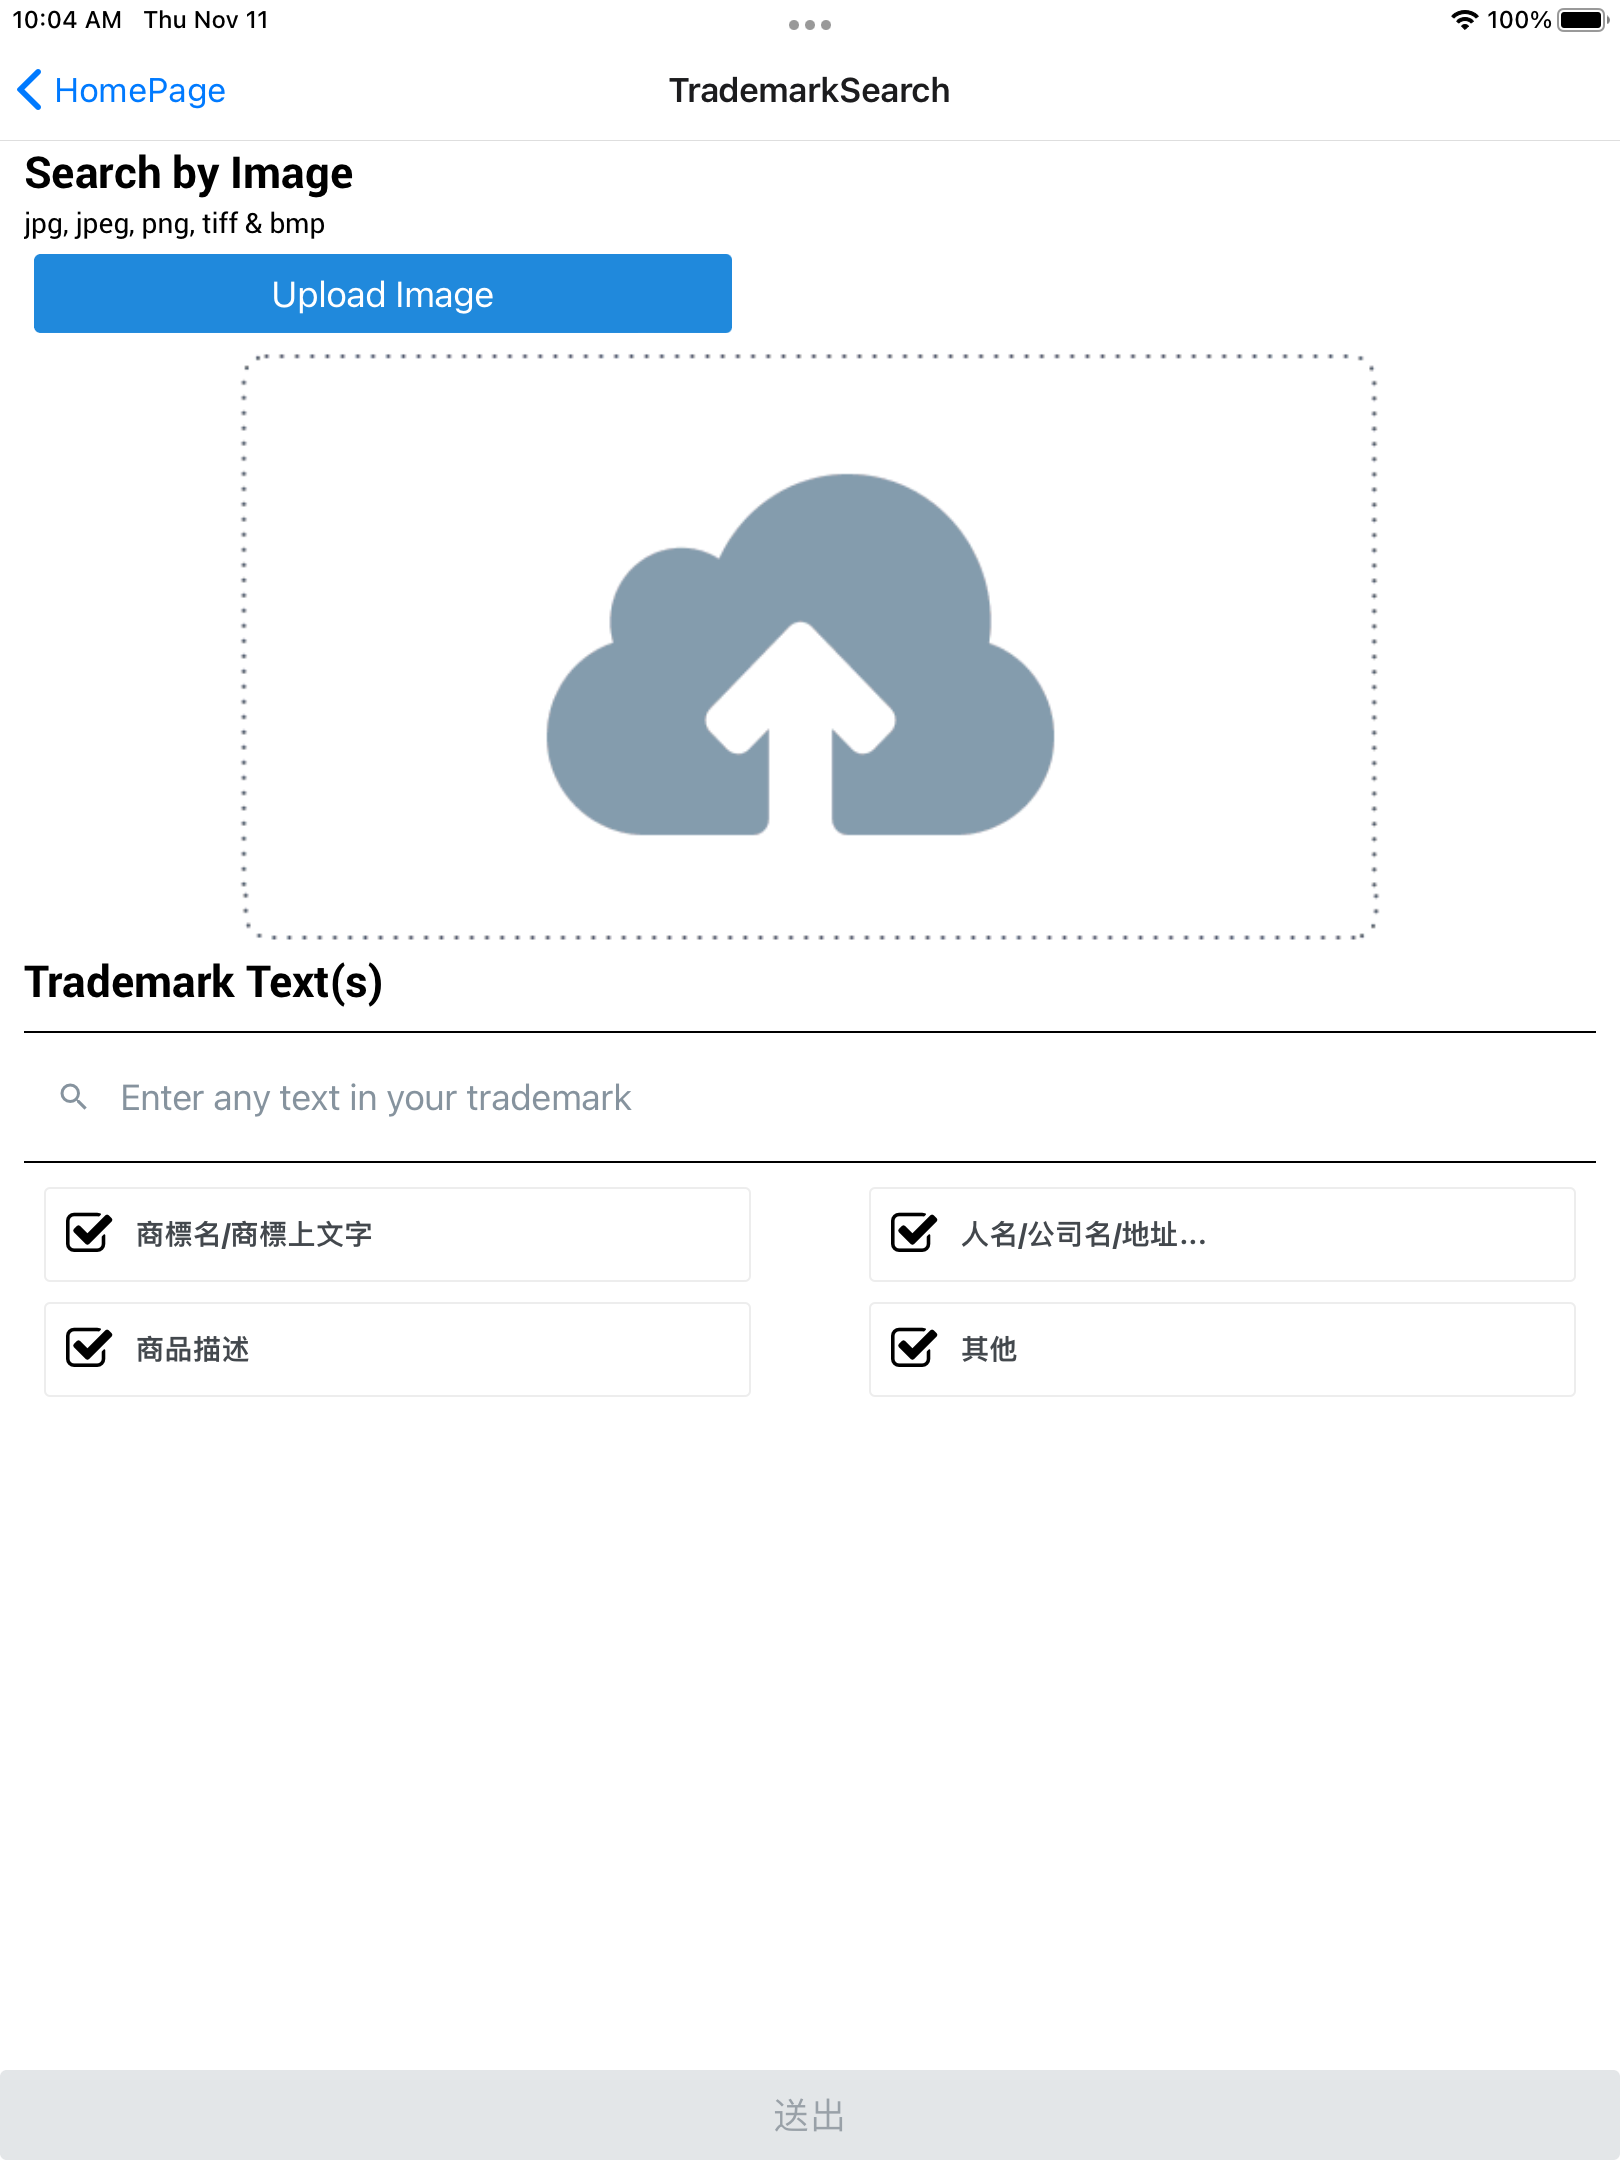 10:04 AM Thu Nov 11 100%
HomePage TrademarkSearch
Search by Image
jpg, jpeg, png, tiff & bmp
Upload Image
Trademark Text(s)
Enter any text in your trademark
商標名/商標上文字 人名/公司名/地址...
商品描述 其他
送出